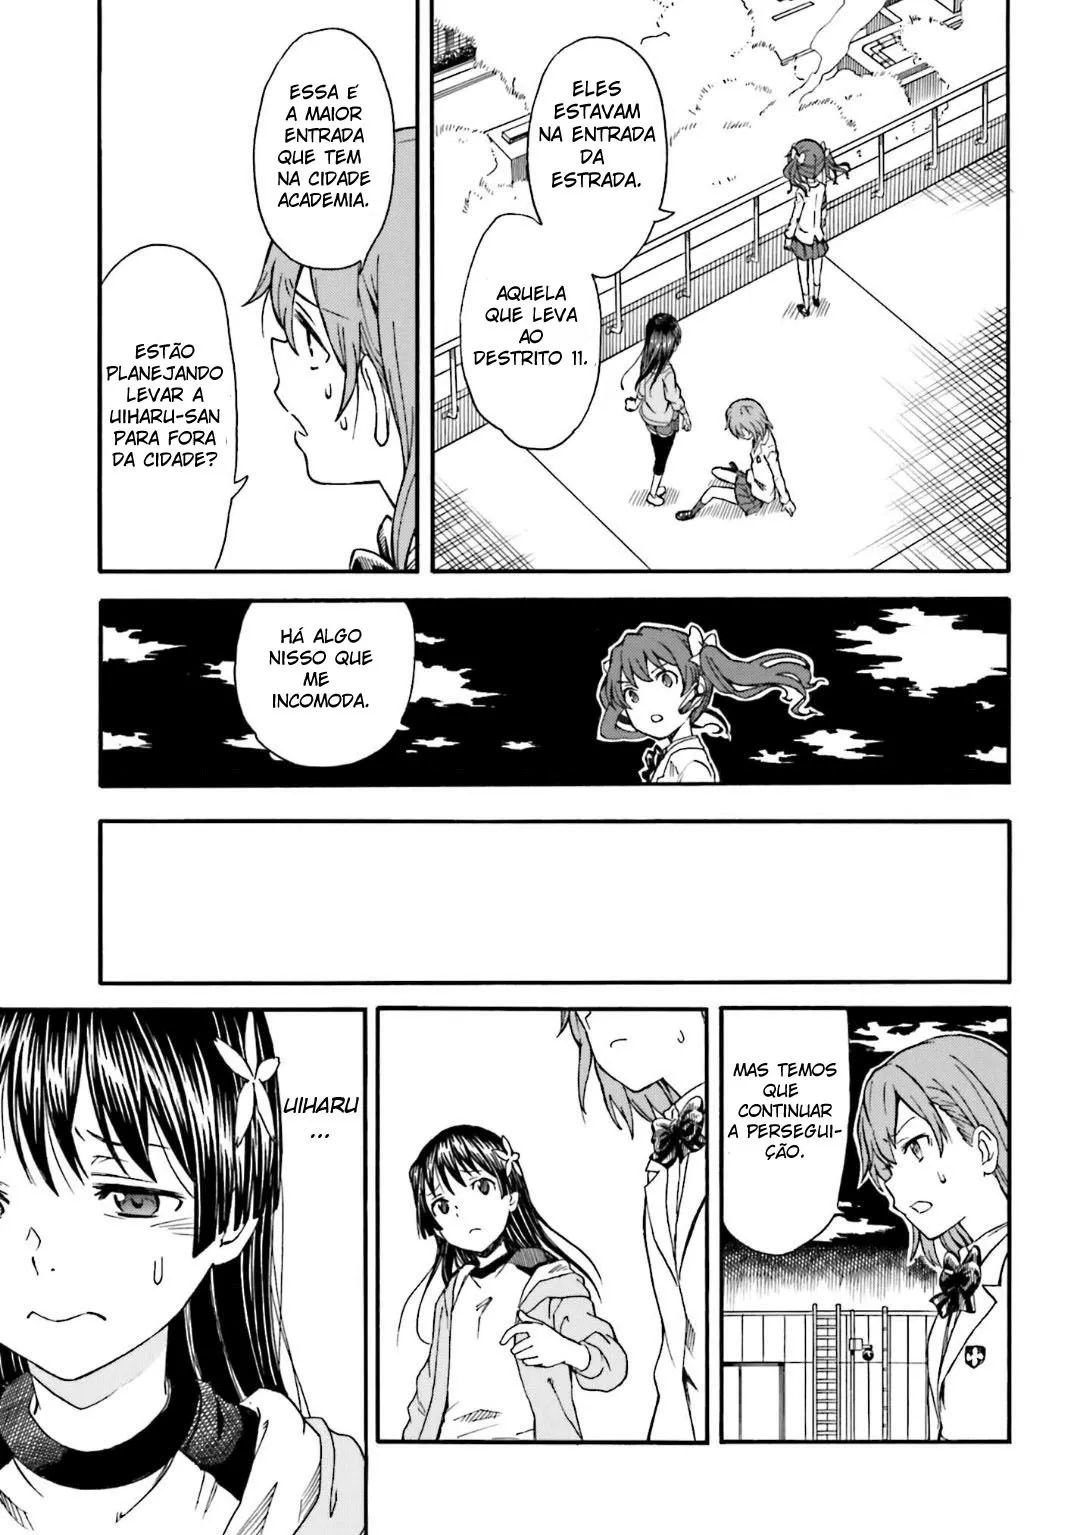 ELES
ESTAVAM
NA ENTRADA
DA
ESTRADA.
AQUELA
QUE LEVA
AO
DESTRITO 11.
ESSA E
A MAIOR
ENTRADA
QUE TEM
NA CIDADE
ACADEMIA.
ESTÃO
PLANEJANDO
LEVAR A
UIHARU-SAN
PARA FORA
DA CIDADE?
HÁ ALGO
NISSO QUE
ME
INCOMODA.
MAS TEMOS
QUE
CONTINUAR
A PERSEGUI-
ÇÃO.
UIHARU
...